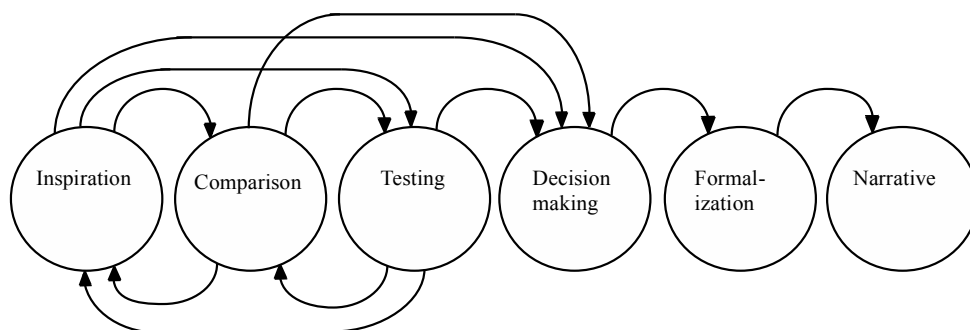 Inspiration
Comparison
Testing
Decision
making
Formal-
ization
Narrative